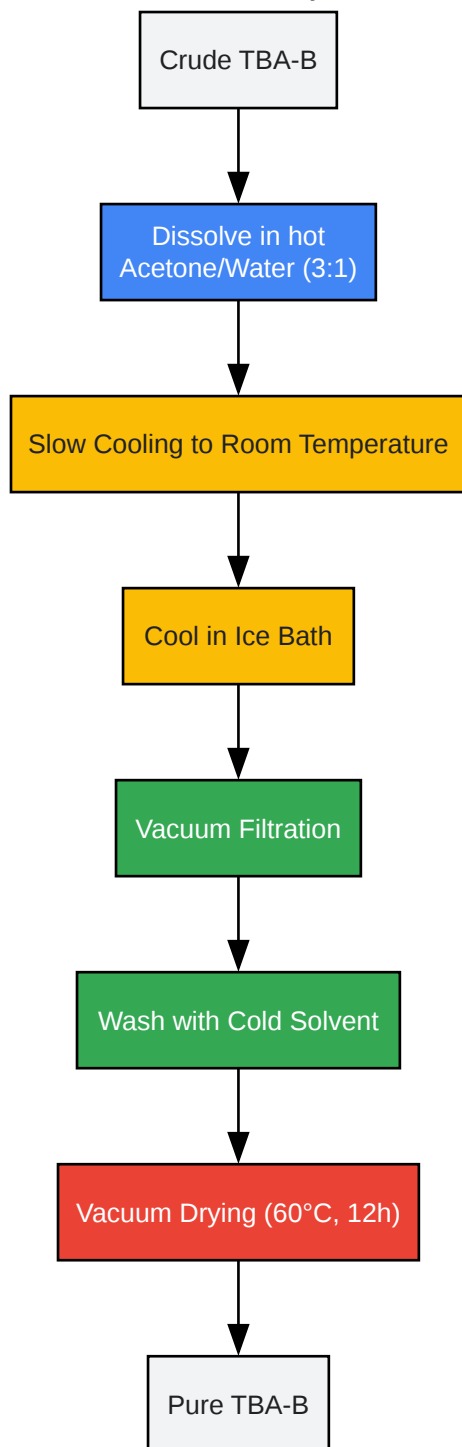 Crude TBA-B
Dissolve in hot
Acetone/Water (3:1)
Slow Cooling to Room Temperature
Cool in Ice Bath
Vacuum Filtration
Wash with Cold Solvent
Vacuum Drying (60°C, 12h)
Pure TBA-B